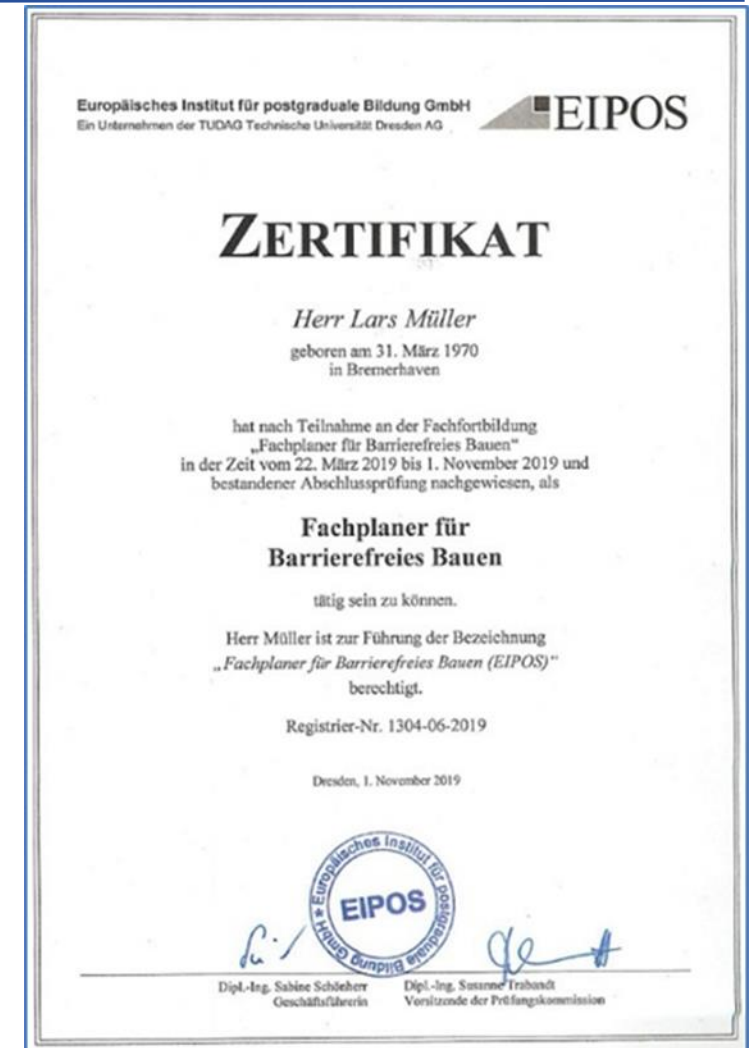 Europäisches Institut für postgraduale Bildung GmbH
Ein Unternehmen der TUDAG Technische Universität Dresden AG
EIPOS
ZERTIFIKAT
Herr Lars Müller
geboren am 31. März 1970
in Bremerhaven
hat nach Teilnahme an der Fachfortbildung
„Fachplaner für Barrierefreies Bauen“
in der Zeit vom 22. März 2019 bis 1. November 2019 und
bestandener Abschlussprüfung nachgewiesen, als
Fachplaner für
Barrierefreies Bauen
tätig sein zu können.
Herr Müller ist zur Führung der Bezeichnung
„Fachplaner für Barrierefreies Bauen (EIPOS)“
berechtigt.
Registrier-Nr. 1304-06-2019
Dresden, 1. November 2019
Europäisches Institut für postgraduale Bildung GmbH
EIPOS
Dipl.-Ing. Sabine Schönherr
Geschäftsführerin
Dipl.-Ing. Susanne Trabandt
Vorsitzende der Prüfungskommission